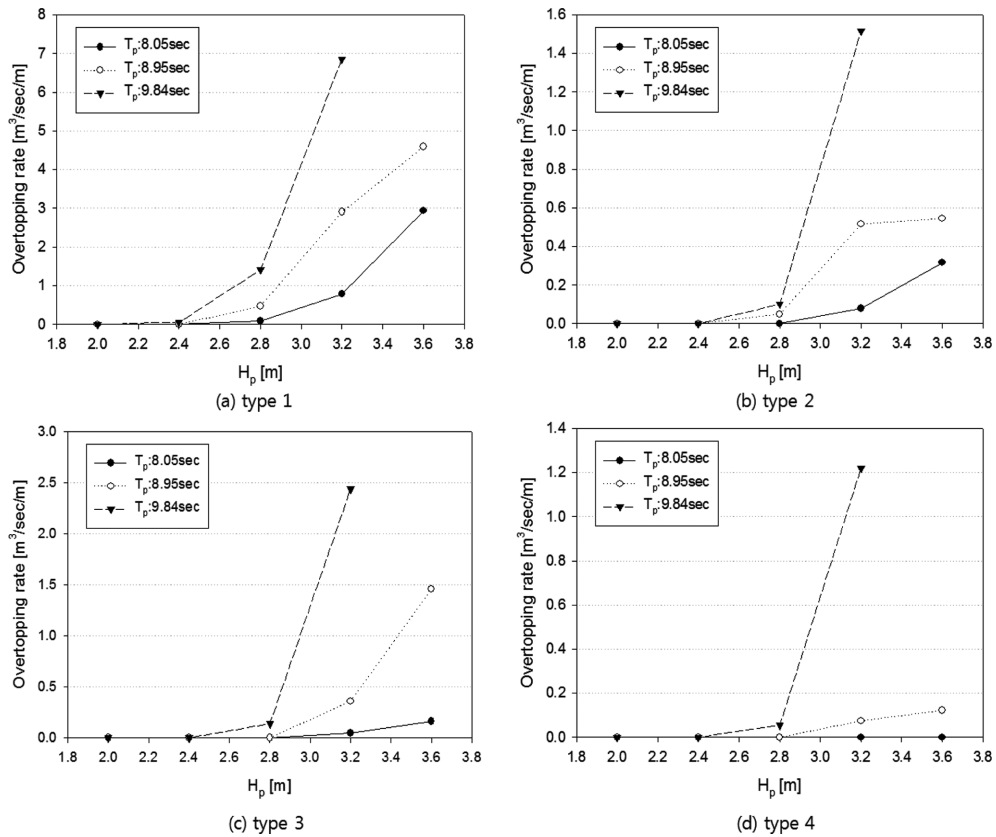 8
7
6
5
4
3
2
1
0
Overtopping rate [m³/sec/m]
Tp:8.05sec
Tp:8.95sec
Tp:9.84sec
1.8 2.0 2.2 2.4 2.6 2.8 3.0 3.2 3.4 3.6 3.8
Hp [m]
(a) type 1
1.6
1.4
1.2
1.0
0.8
0.6
0.4
0.2
0.0
Overtopping rate [m³/sec/m]
Tp:8.05sec
Tp:8.95sec
Tp:9.84sec
1.8 2.0 2.2 2.4 2.6 2.8 3.0 3.2 3.4 3.6 3.8
Hp [m]
(b) type 2
3.0
2.5
2.0
1.5
1.0
0.5
0.0
Overtopping rate [m³/sec/m]
Tp:8.05sec
Tp:8.95sec
Tp:9.84sec
1.8 2.0 2.2 2.4 2.6 2.8 3.0 3.2 3.4 3.6 3.8
Hp [m]
(c) type 3
1.4
1.2
1.0
0.8
0.6
0.4
0.2
0.0
Overtopping rate [m³/sec/m]
Tp:8.05sec
Tp:8.95sec
Tp:9.84sec
1.8 2.0 2.2 2.4 2.6 2.8 3.0 3.2 3.4 3.6 3.8
Hp [m]
(d) type 4